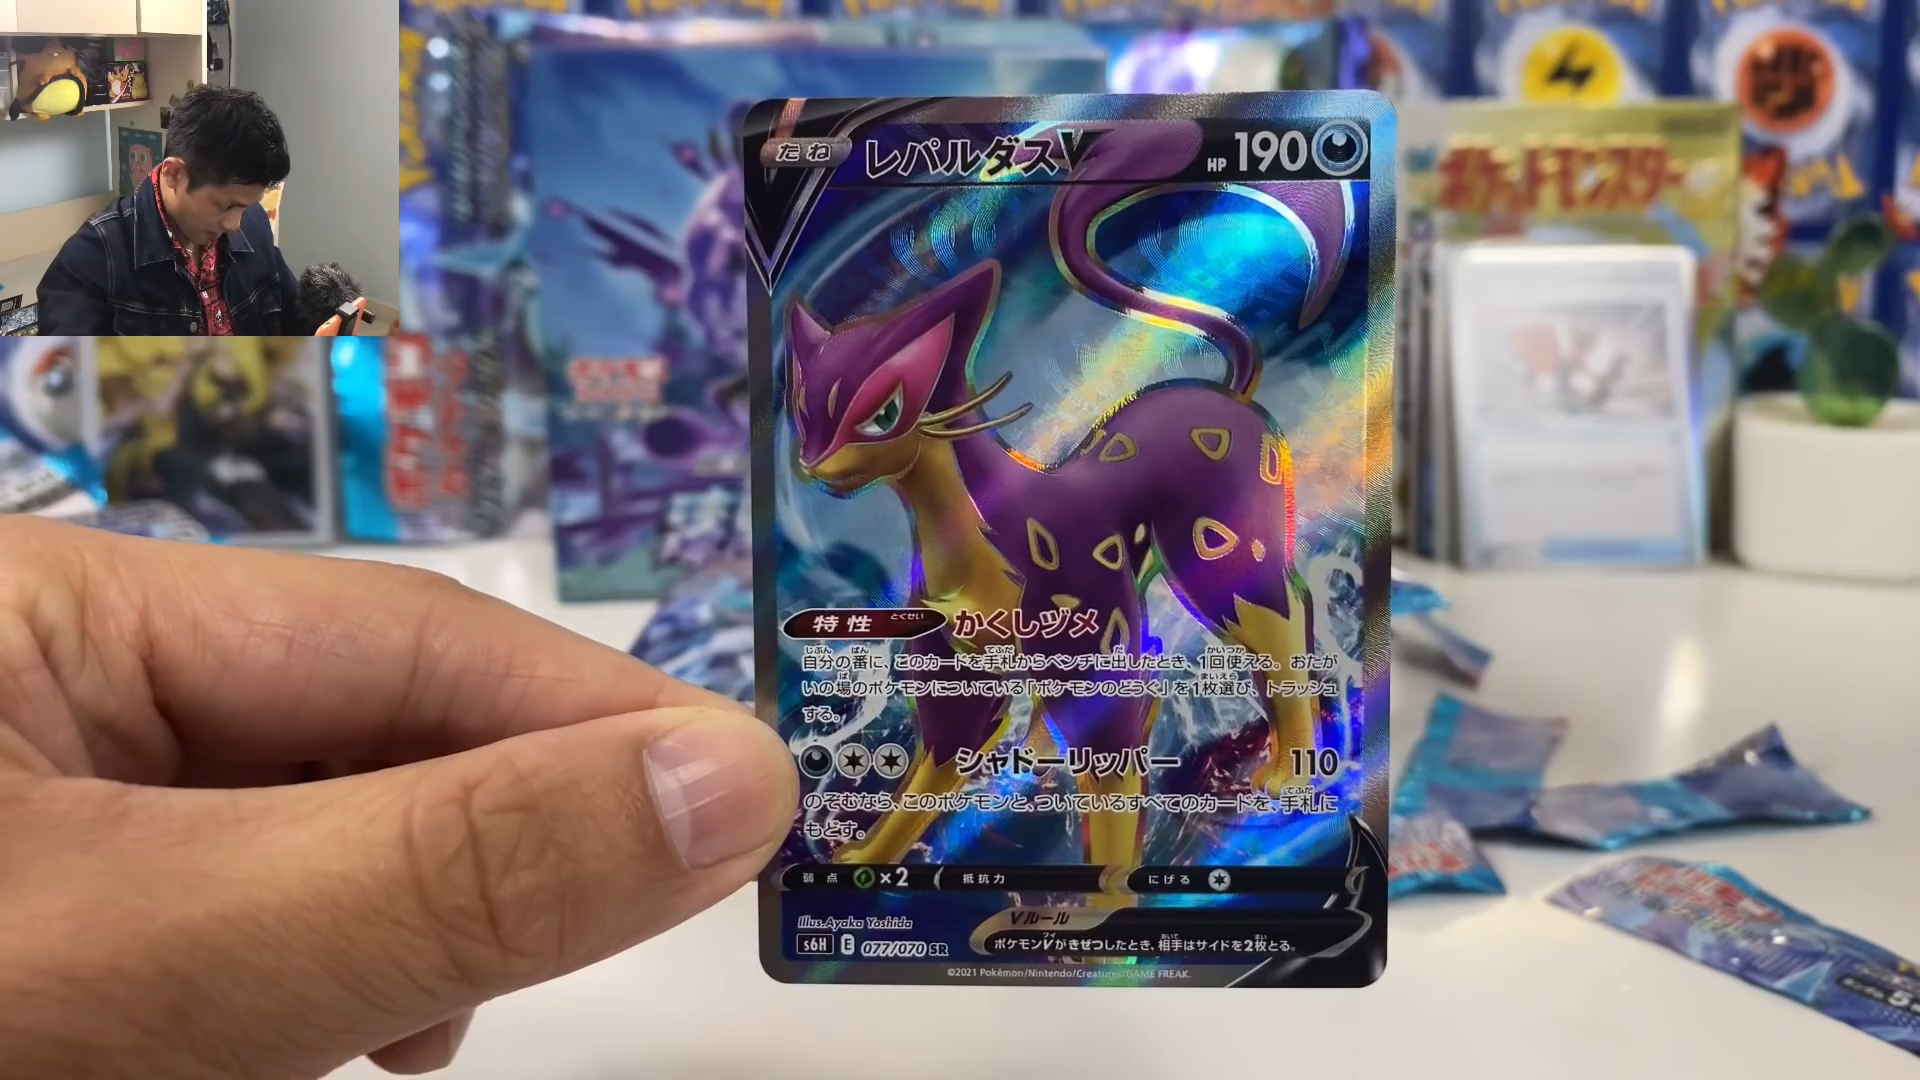 たね レパルダスV HP 190
特性 とくせい かくしヅメ
自分の番に、このカードを手札からベンチに出したとき、1回使える。おたが
いの場のポケモンについている「ポケモンのどうぐ」を1枚選び、トラッシュ
する。
シャドーリッパー 110
のぞむなら、このポケモンと、ついているすべてのカードを、手札に
もどす。
弱点 ×2 抵抗力 にげる
Illus. Ayaka Yoshida
Vルール
s6H E 077/070 SR
ポケモンVがきぜつしたとき、相手はサイドを2枚とる。
©2021 Pokémon/Nintendo/Creatures/GAME FREAK.
ポケットモンスター